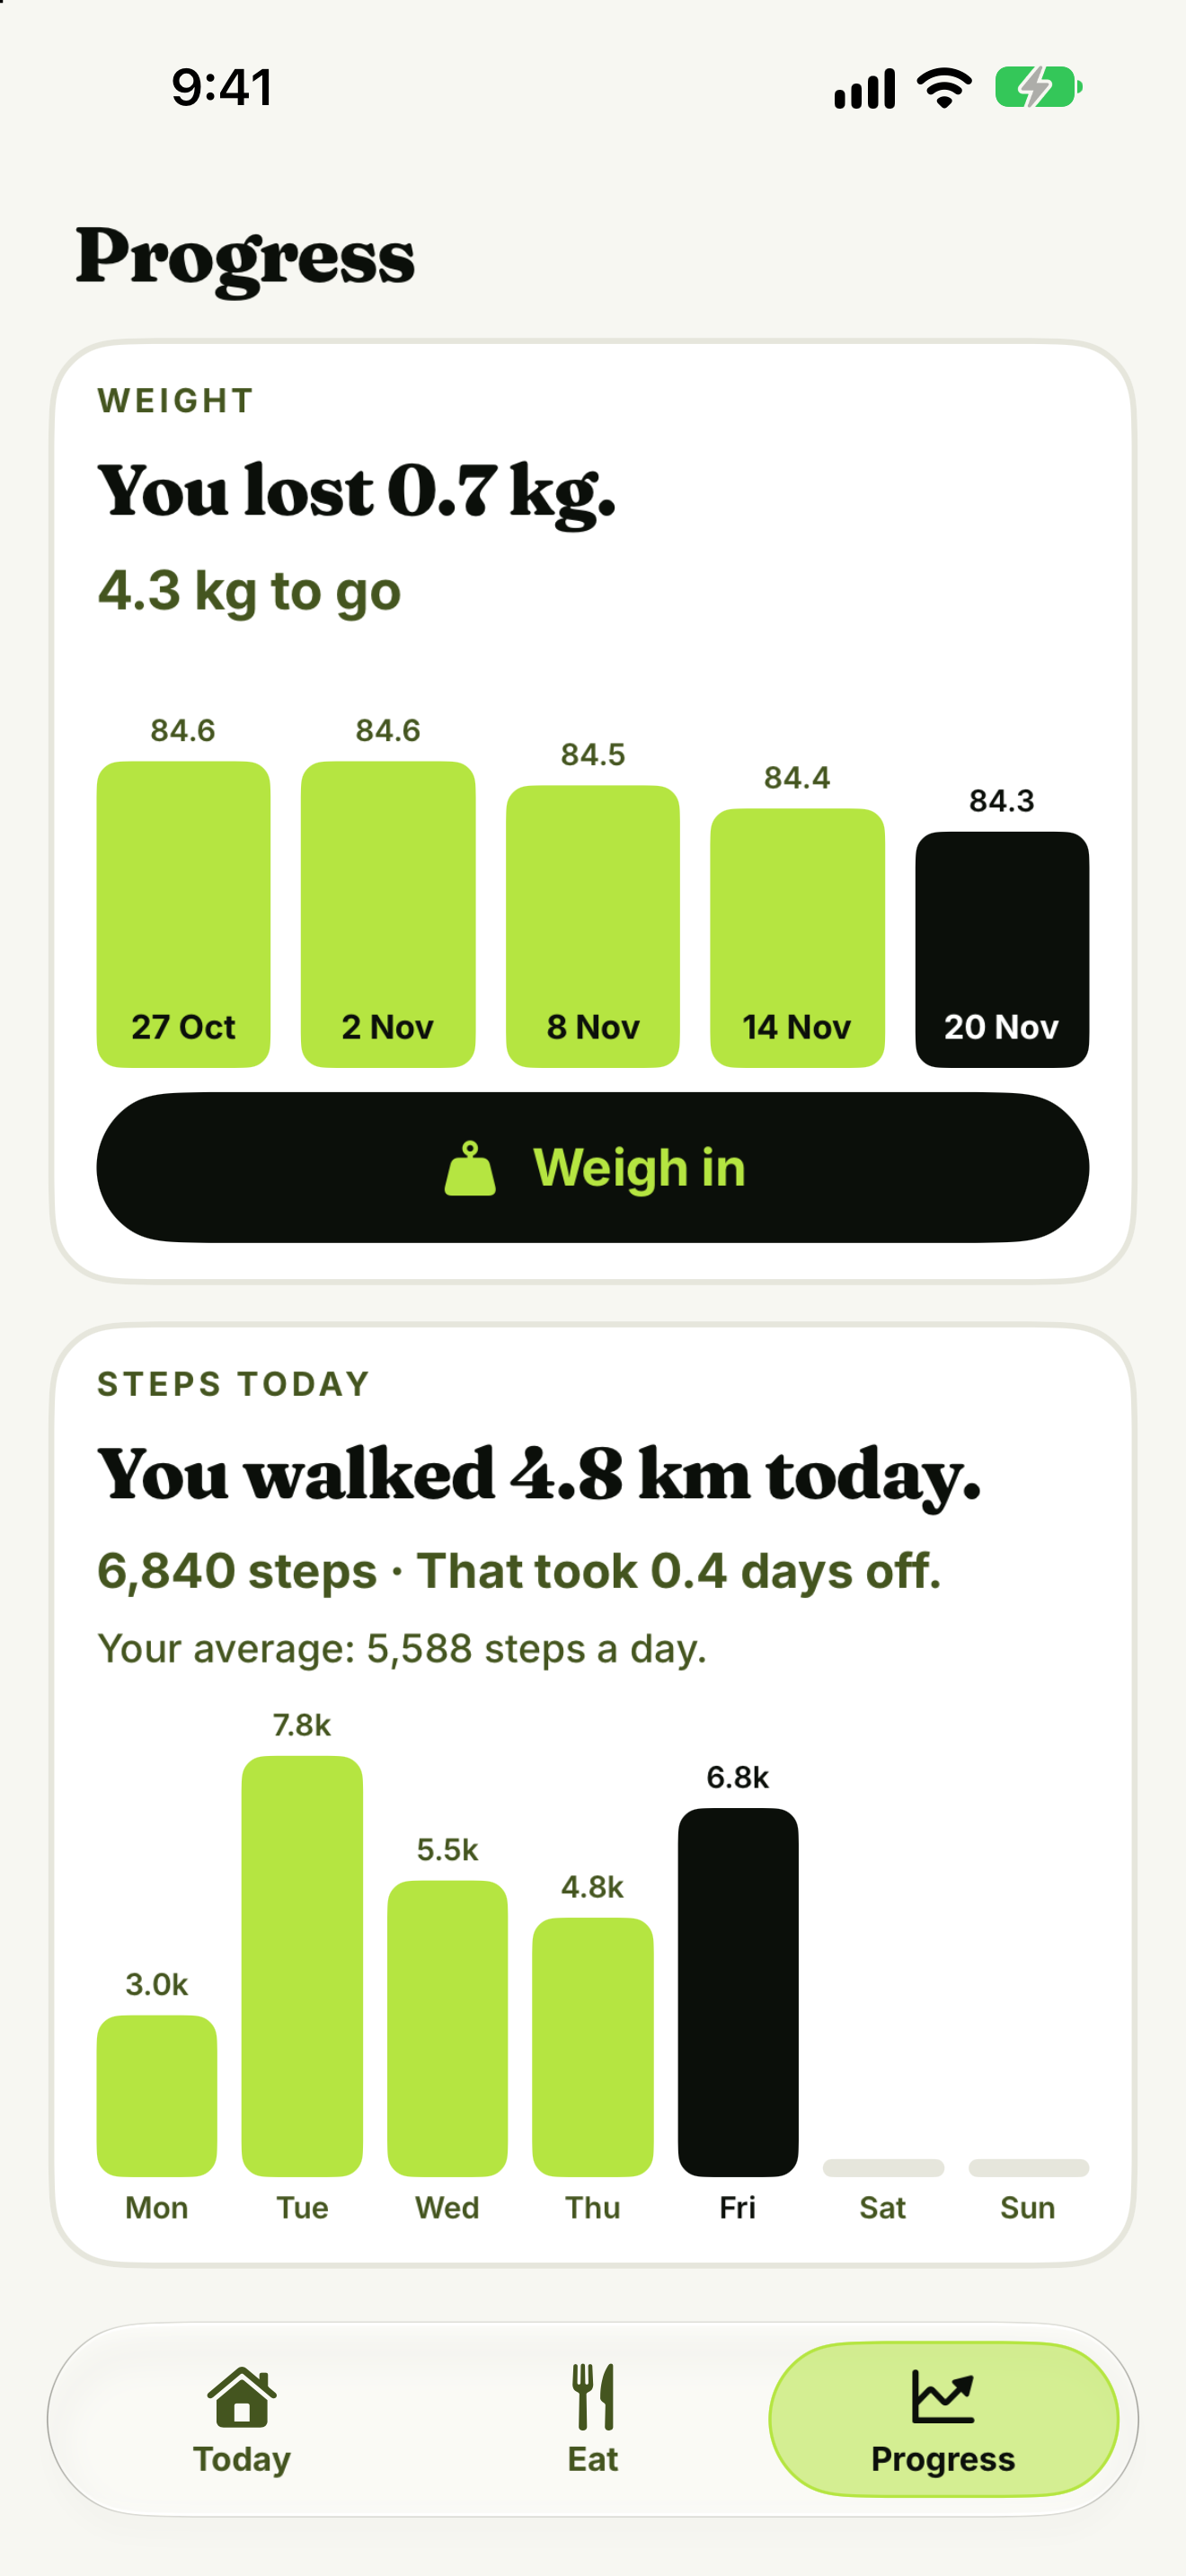 9:41
Progress
WEIGHT
You lost 0.7 kg.
4.3 kg to go
84.6 84.6 84.5 84.4 84.3
27 Oct 2 Nov 8 Nov 14 Nov 20 Nov
Weigh in
STEPS TODAY
You walked 4.8 km today.
6,840 steps · That took 0.4 days off.
Your average: 5,588 steps a day.
3.0k 7.8k 5.5k 4.8k 6.8k
Mon Tue Wed Thu Fri Sat Sun
Today Eat Progress